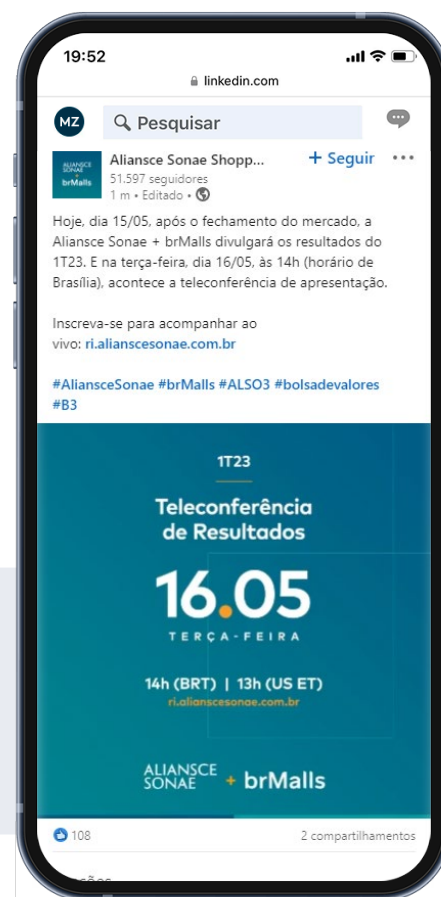 19:52
linkedin.com
MZ
Pesquisar
ALIANSCE
SONAE
brMalls
Aliansce Sonae Shopp...
+ Seguir
51.597 seguidores
1 m • Editado •
Hoje, dia 15/05, após o fechamento do mercado, a
Aliansce Sonae + brMalls divulgará os resultados do
1T23. E na terça-feira, dia 16/05, às 14h (horário de
Brasília), acontece a teleconferência de apresentação.
Inscreva-se para acompanhar ao
vivo: ri.alianscesonae.com.br
#AliansceSonae #brMalls #ALSO3 #bolsadevalores
#B3
1T23
Teleconferência
de Resultados
16.05
TERÇA-FEIRA
14h (BRT) | 13h (US ET)
ri.alianscesonae.com.br
ALIANSCE
SONAE + brMalls
108
2 compartilhamentos